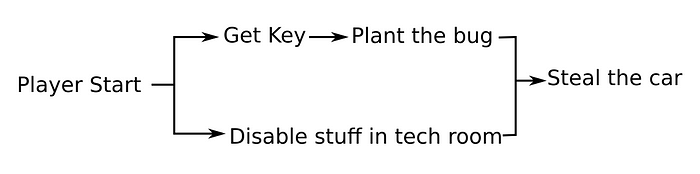 Get Key
Plant the bug
Player Start
Steal the car
Disable stuff in tech room